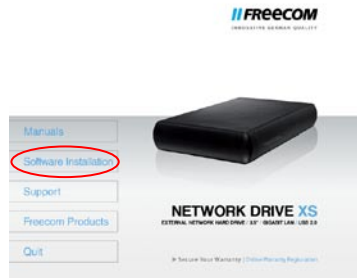 FREECOM
INNOVATIVE GERMAN QUALITY
Manuals
Software Installation
Support
Freecom Products
Quit
NETWORK DRIVE XS
EXTERNAL NETWORK HARD DRIVE / 3.5" / GIGABIT LAN / USB 2.0
Secure Your Warranty | Online Warranty Registration